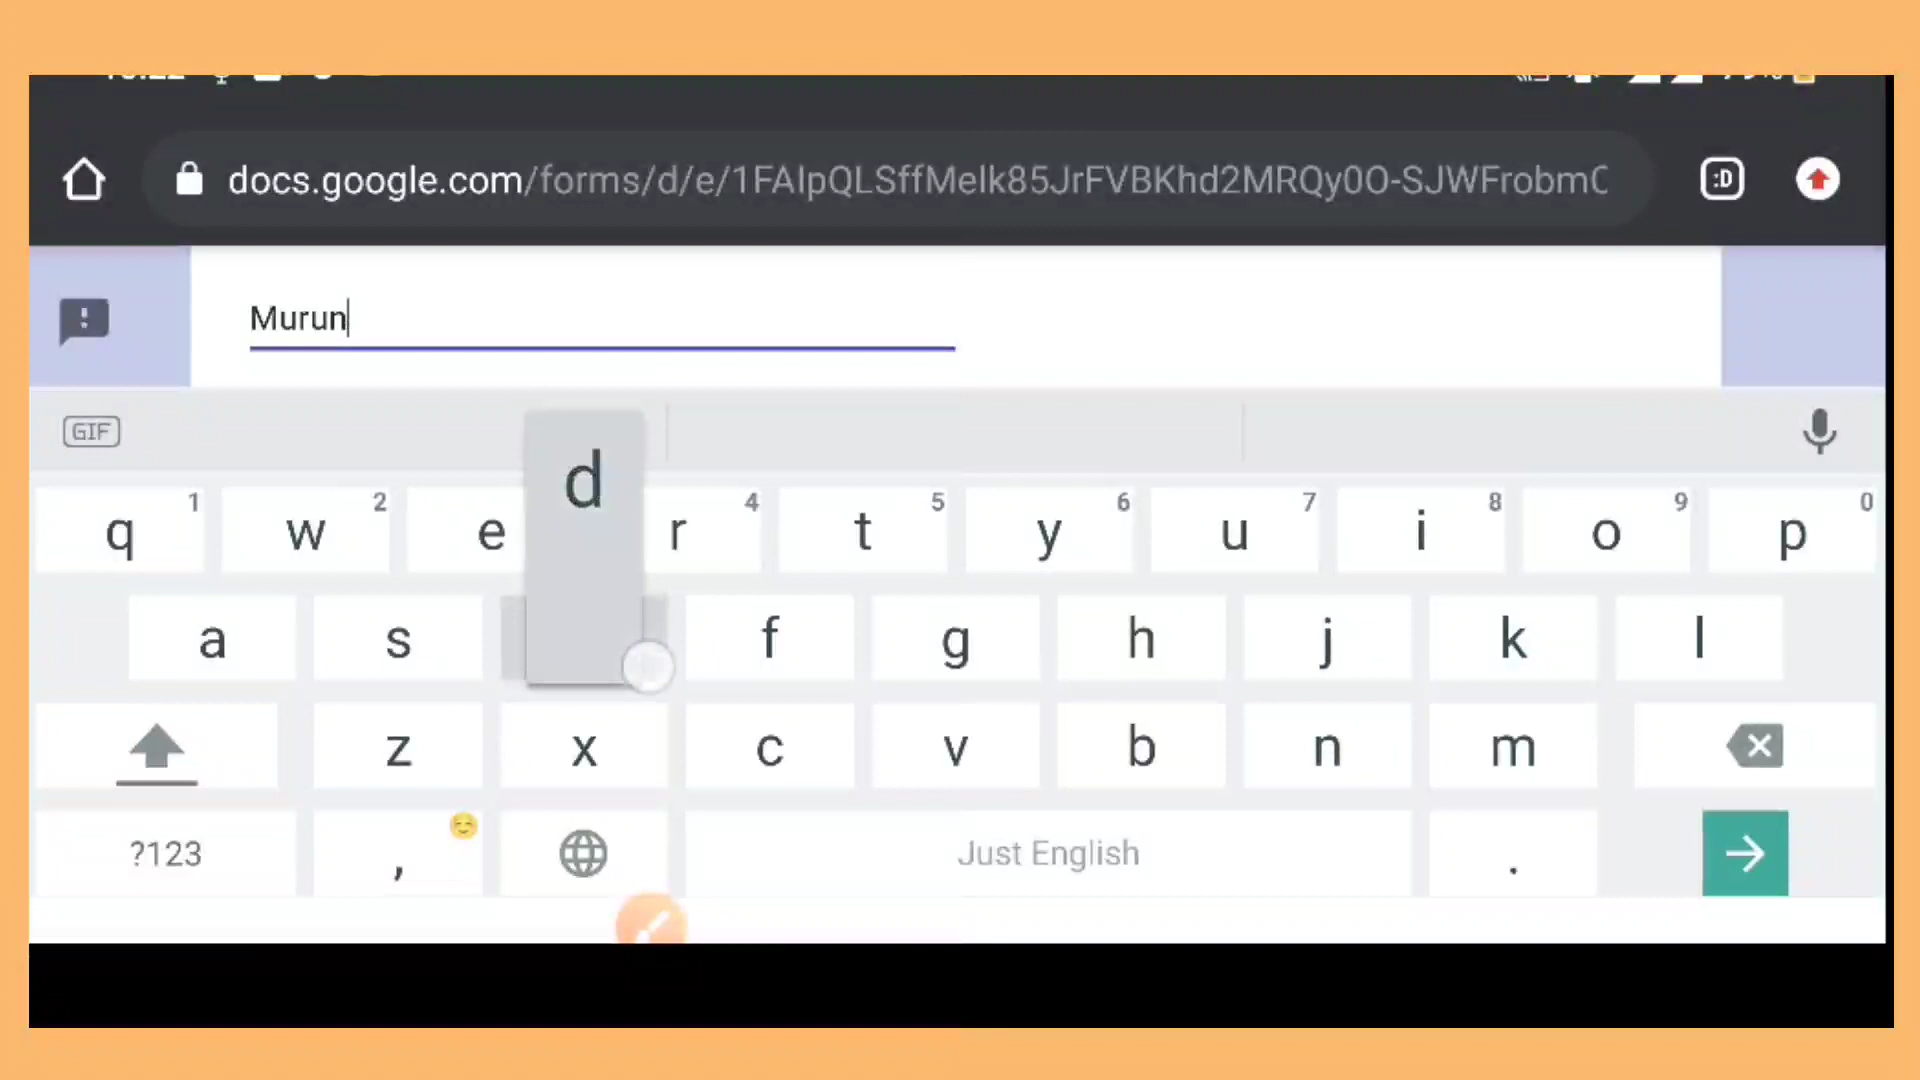 docs.google.com/forms/d/e/1FAIpQLSffMelk85JrFVBKhd2MRQy0O-SJWFrobmC
:D
Murun
GIF
d
1 2 4 5 6 7 8 9 0
q w e r t y u i o p
a s f g h j k l
z x c v b n m
?123 , Just English .